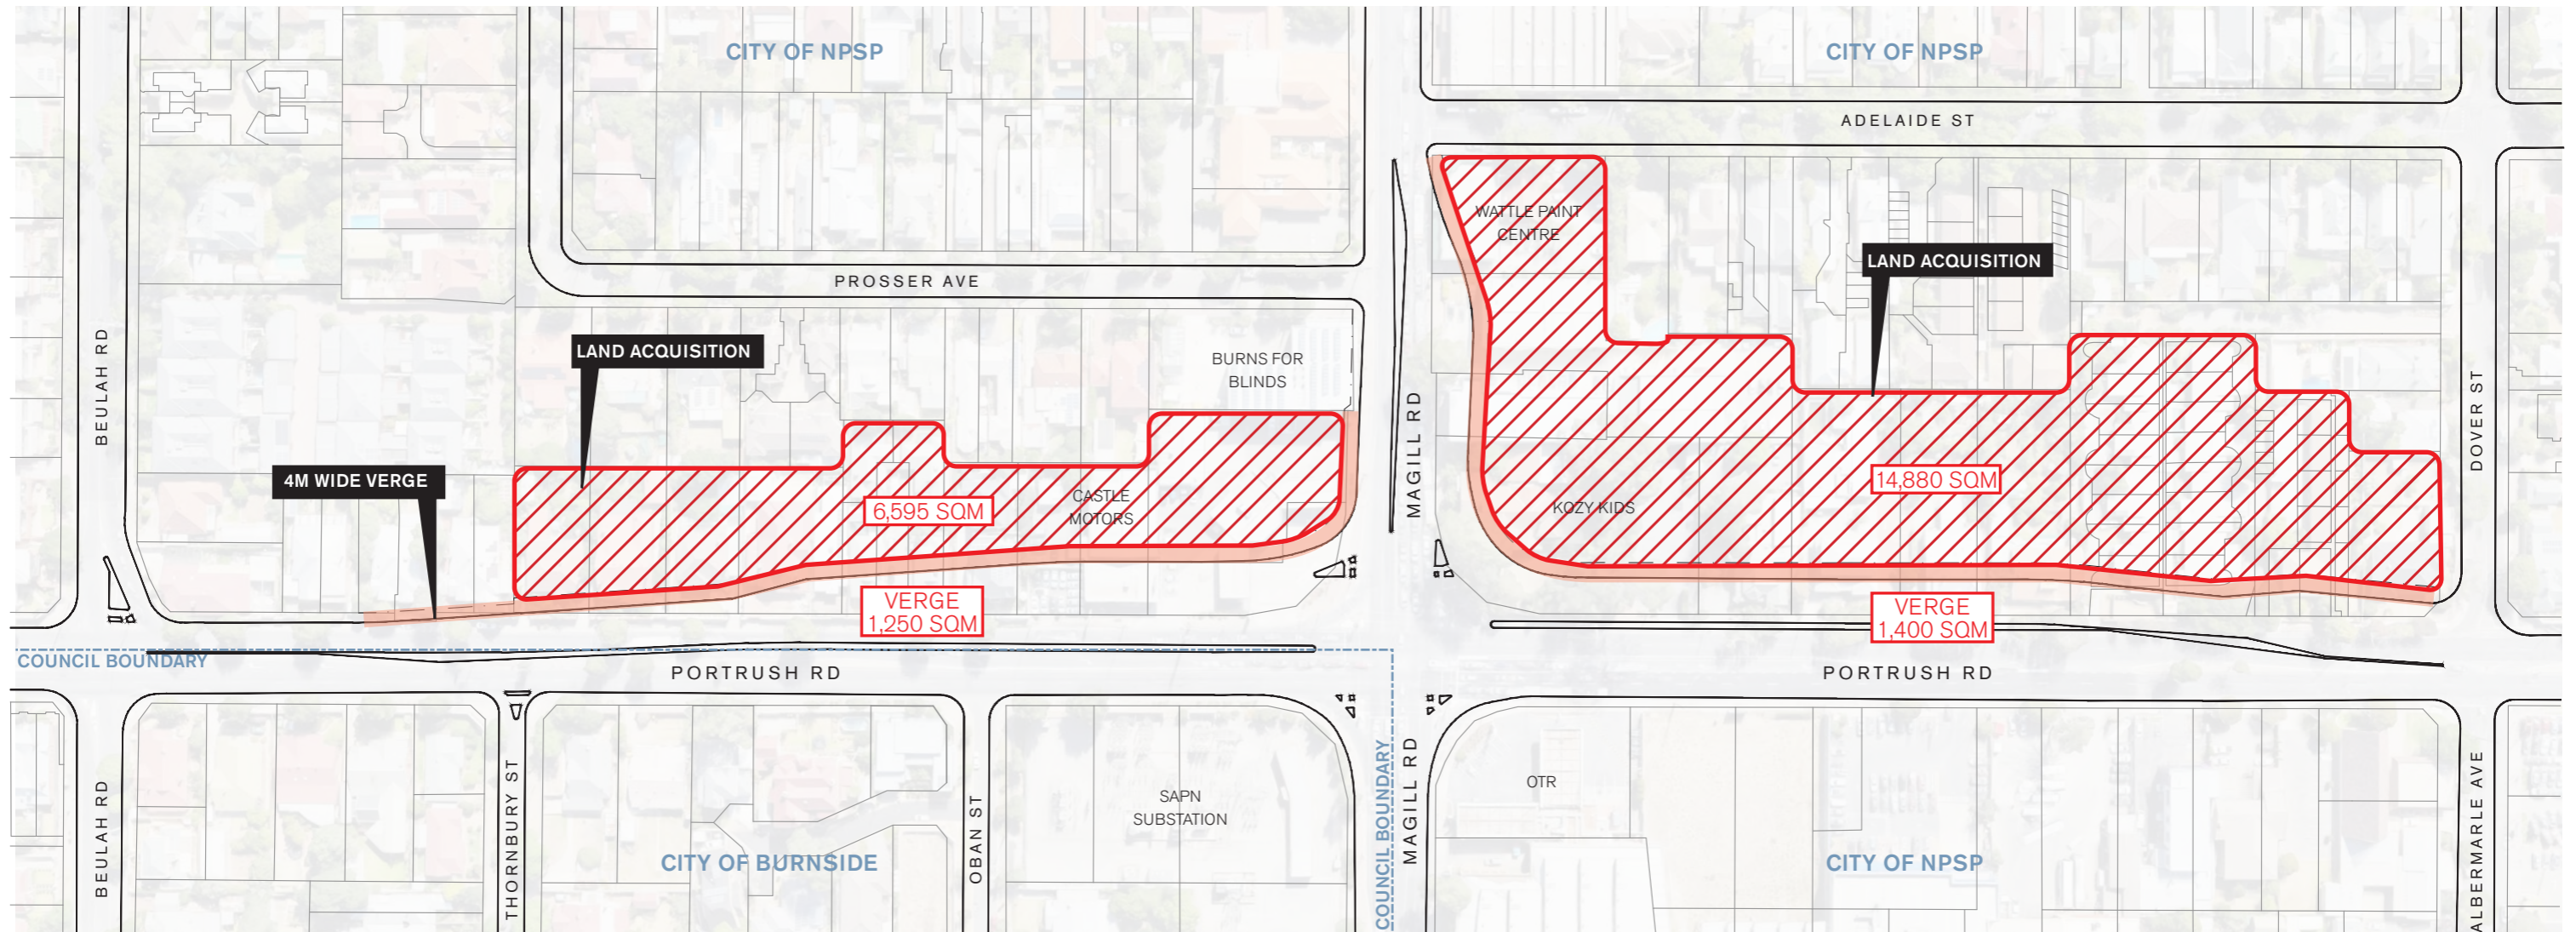 CITY OF NPSP
CITY OF NPSP
ADELAIDE ST
WATTLE PAINT
CENTRE
LAND ACQUISITION
PROSSER AVE
LAND ACQUISITION
BURNS FOR
BLINDS
BEULAH RD
MAGILL RD
DOVER ST
4M WIDE VERGE
6,595 SQM
CASTLE
MOTORS
KOZY KIDS
14,880 SQM
VERGE
1,250 SQM
VERGE
1,400 SQM
COUNCIL BOUNDARY
PORTRUSH RD
PORTRUSH RD
BEULAH RD
THORNBURY ST
CITY OF BURNSIDE
OBAN ST
SAPN
SUBSTATION
COUNCIL BOUNDARY
MAGILL RD
OTR
CITY OF NPSP
ALBERMARLE AVE